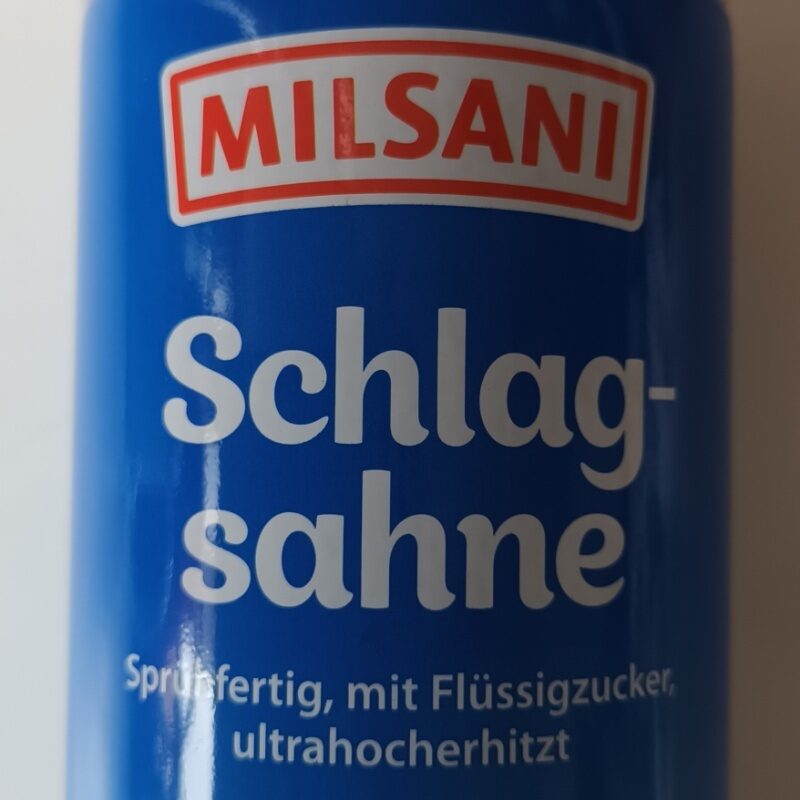 MILSANI
Schlag-
sahne
Sprühfertig, mit Flüssigzucker,
ultrahocherhitzt